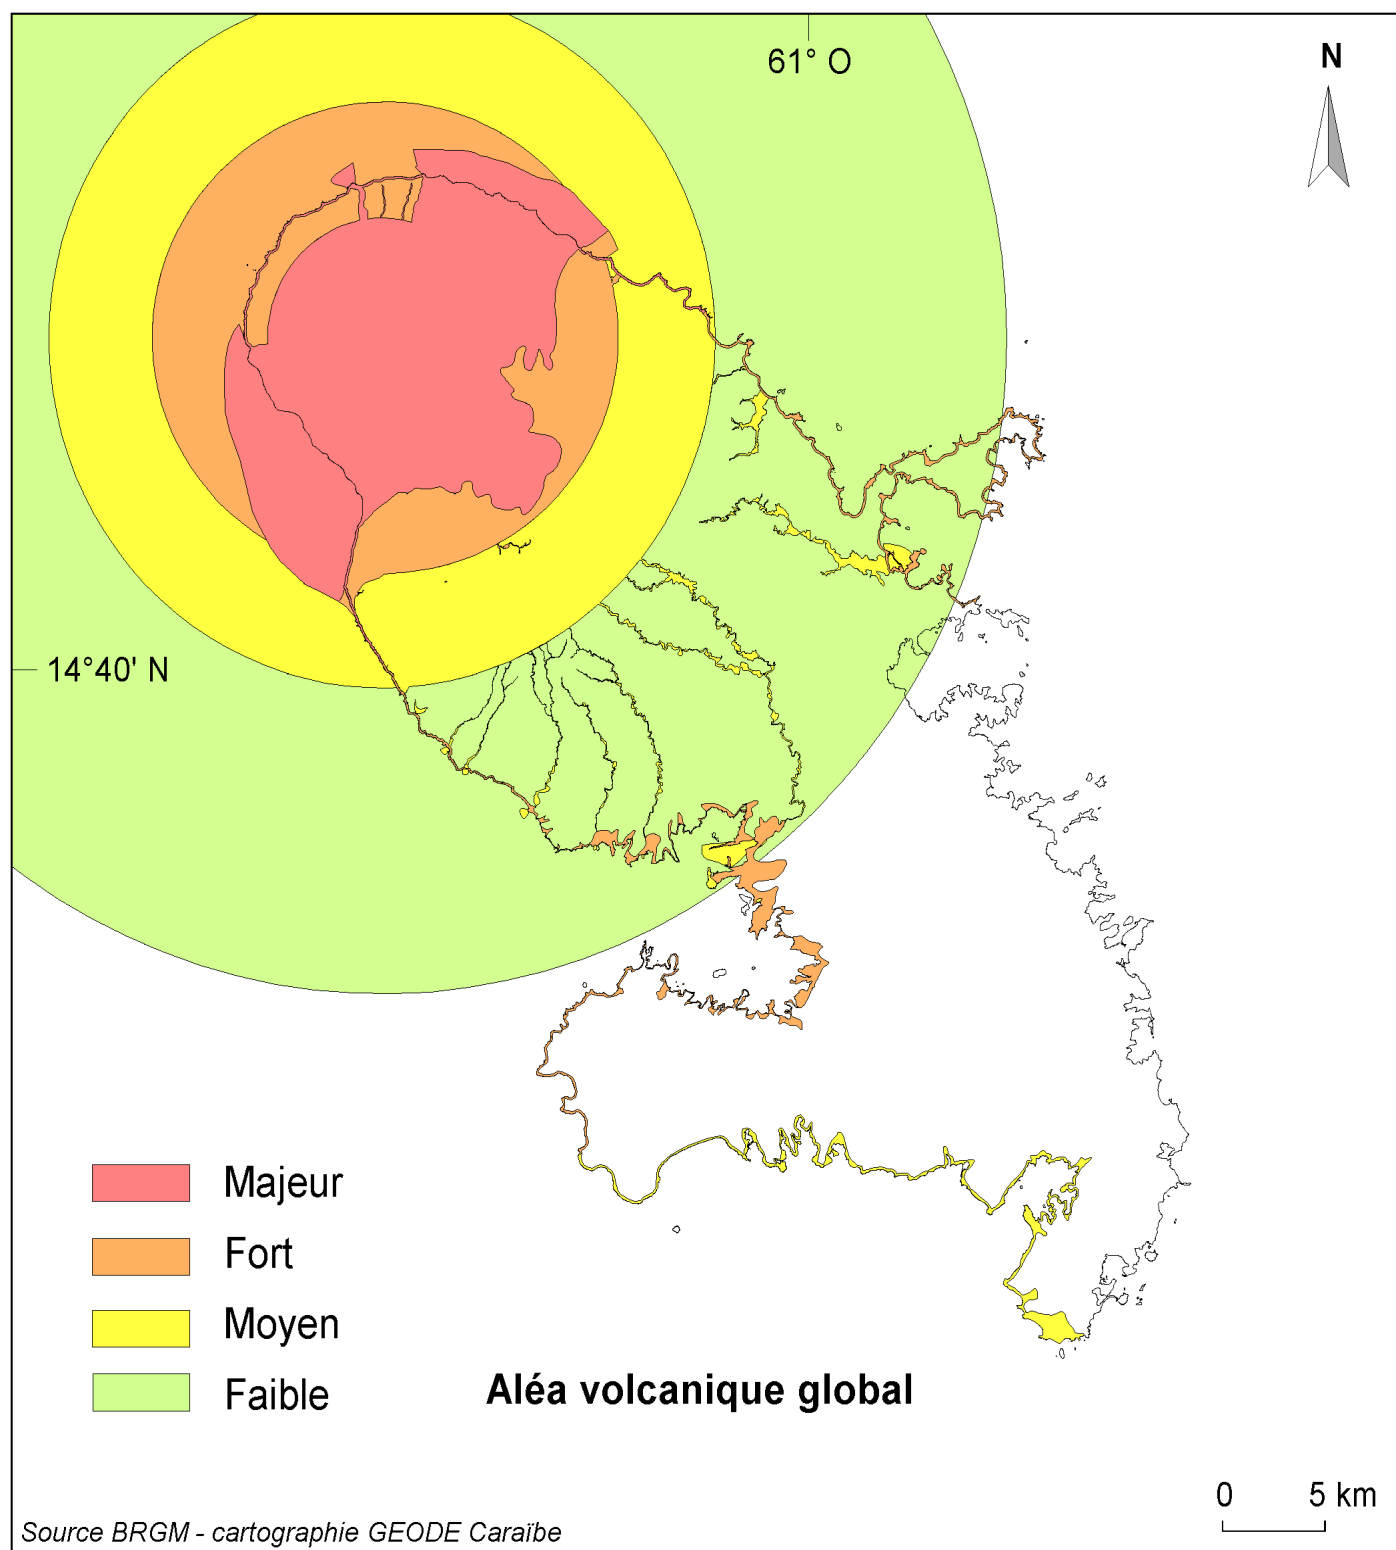 61° O
N
14°40' N
Majeur
Fort
Moyen
Faible
Aléa volcanique global
0 5 km
Source BRGM - cartographie GEODE Caraïbe